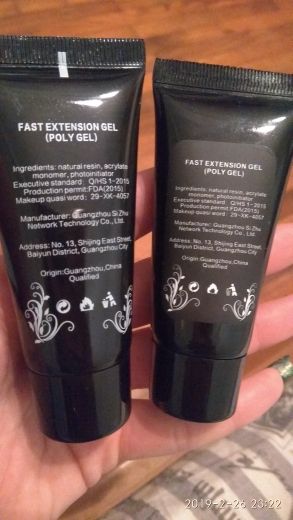 FAST EXTENSION GEL
(POLY GEL)
Ingredients: natural resin, acrylate
monomer, photoinitiator
Executive standard : Q/HS 1-2015
Production permit:FDA(2015)
Makeup quasi word: 29-XK-4057
Manufacturer: Guangzhou Si Zhu
Network Technology Co., Ltd.
Address: No. 13, Shijing East Street,
Baiyun District, Guangzhou City
Origin:Guangzhou,China
Qualified
FAST EXTENSION GEL
(POLY GEL)
Ingredients: natural resin, acrylate
monomer, photoinitiator
Executive standard : Q/HS 1-2015
Production permit:FDA(2015)
Makeup quasi word : 29-XK-4057
Manufacturer: Guangzhou Si Zhu
Network Technology Co., Ltd.
Address: No. 13, Shijing East Street,
Baiyun District, Guangzhou City
Origin:Guangzhou,China
Qualified
2019-2-26 23:22